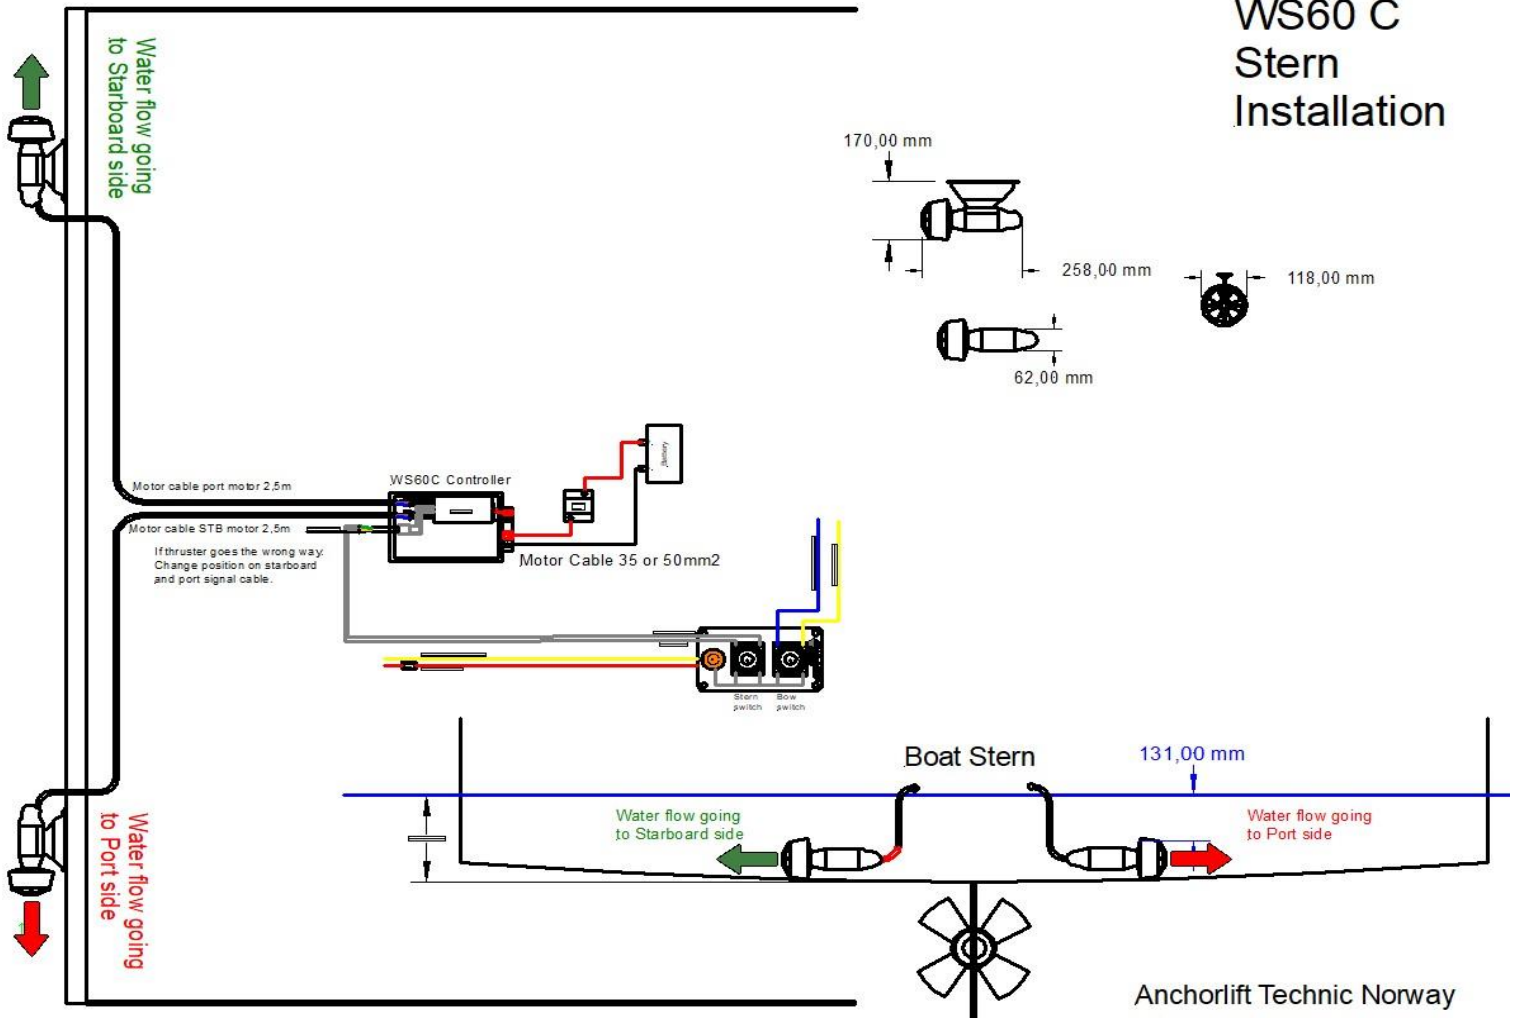 WS60 C
Stern
Installation
Water flow going
to Starboard side
170,00 mm
258,00 mm
118,00 mm
62,00 mm
Battery
WS60C Controller
Motor cable port motor 2,5m
Motor cable STB motor 2,5m
If thruster goes the wrong way.
Change position on starboard
and port signal cable.
Motor Cable 35 or 50mm2
Stern
switch
Bow
switch
Boat Stern
131,00 mm
Water flow going
to Starboard side
Water flow going
to Port side
Water flow going
to Port side
Anchorlift Technic Norway